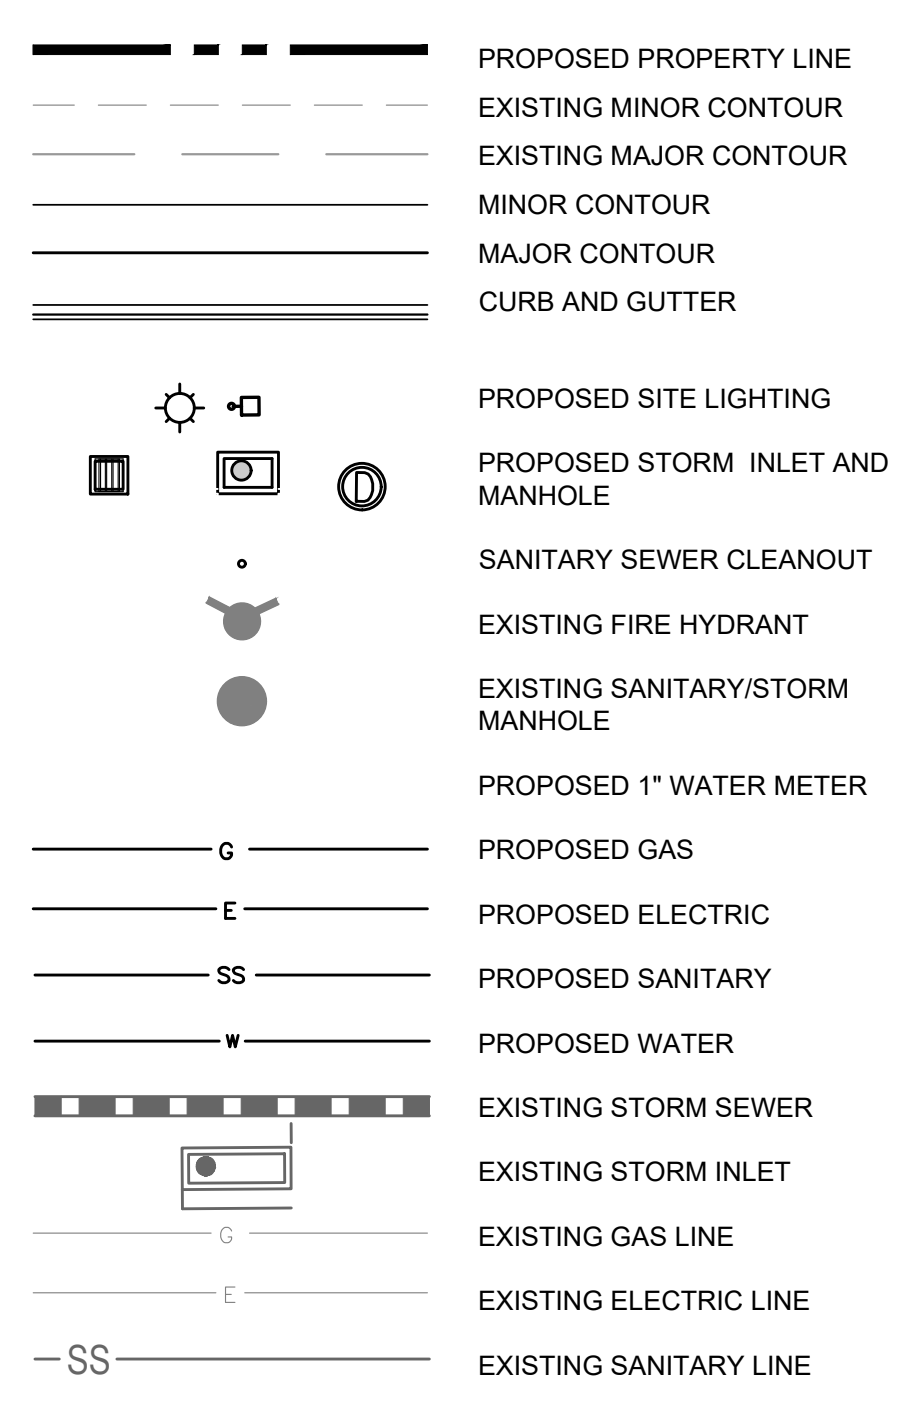 PROPOSED PROPERTY LINE
EXISTING MINOR CONTOUR
EXISTING MAJOR CONTOUR
MINOR CONTOUR
MAJOR CONTOUR
CURB AND GUTTER
PROPOSED SITE LIGHTING
PROPOSED STORM  INLET AND
MANHOLE
D
SANITARY SEWER CLEANOUT
EXISTING FIRE HYDRANT
EXISTING SANITARY/STORM
MANHOLE
PROPOSED 1" WATER METER
G PROPOSED GAS
E PROPOSED ELECTRIC
SS PROPOSED SANITARY
W PROPOSED WATER
EXISTING STORM SEWER
EXISTING STORM INLET
G EXISTING GAS LINE
E EXISTING ELECTRIC LINE
SS EXISTING SANITARY LINE